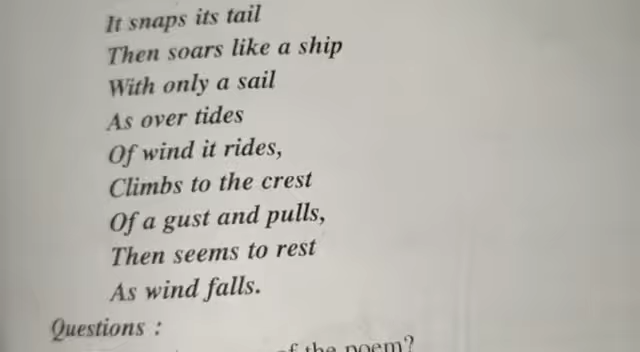 It snaps its tail
Then soars like a ship
With only a sail
As over tides
Of wind it rides,
Climbs to the crest
Of a gust and pulls,
Then seems to rest
As wind falls.
Questions :
of the poem?